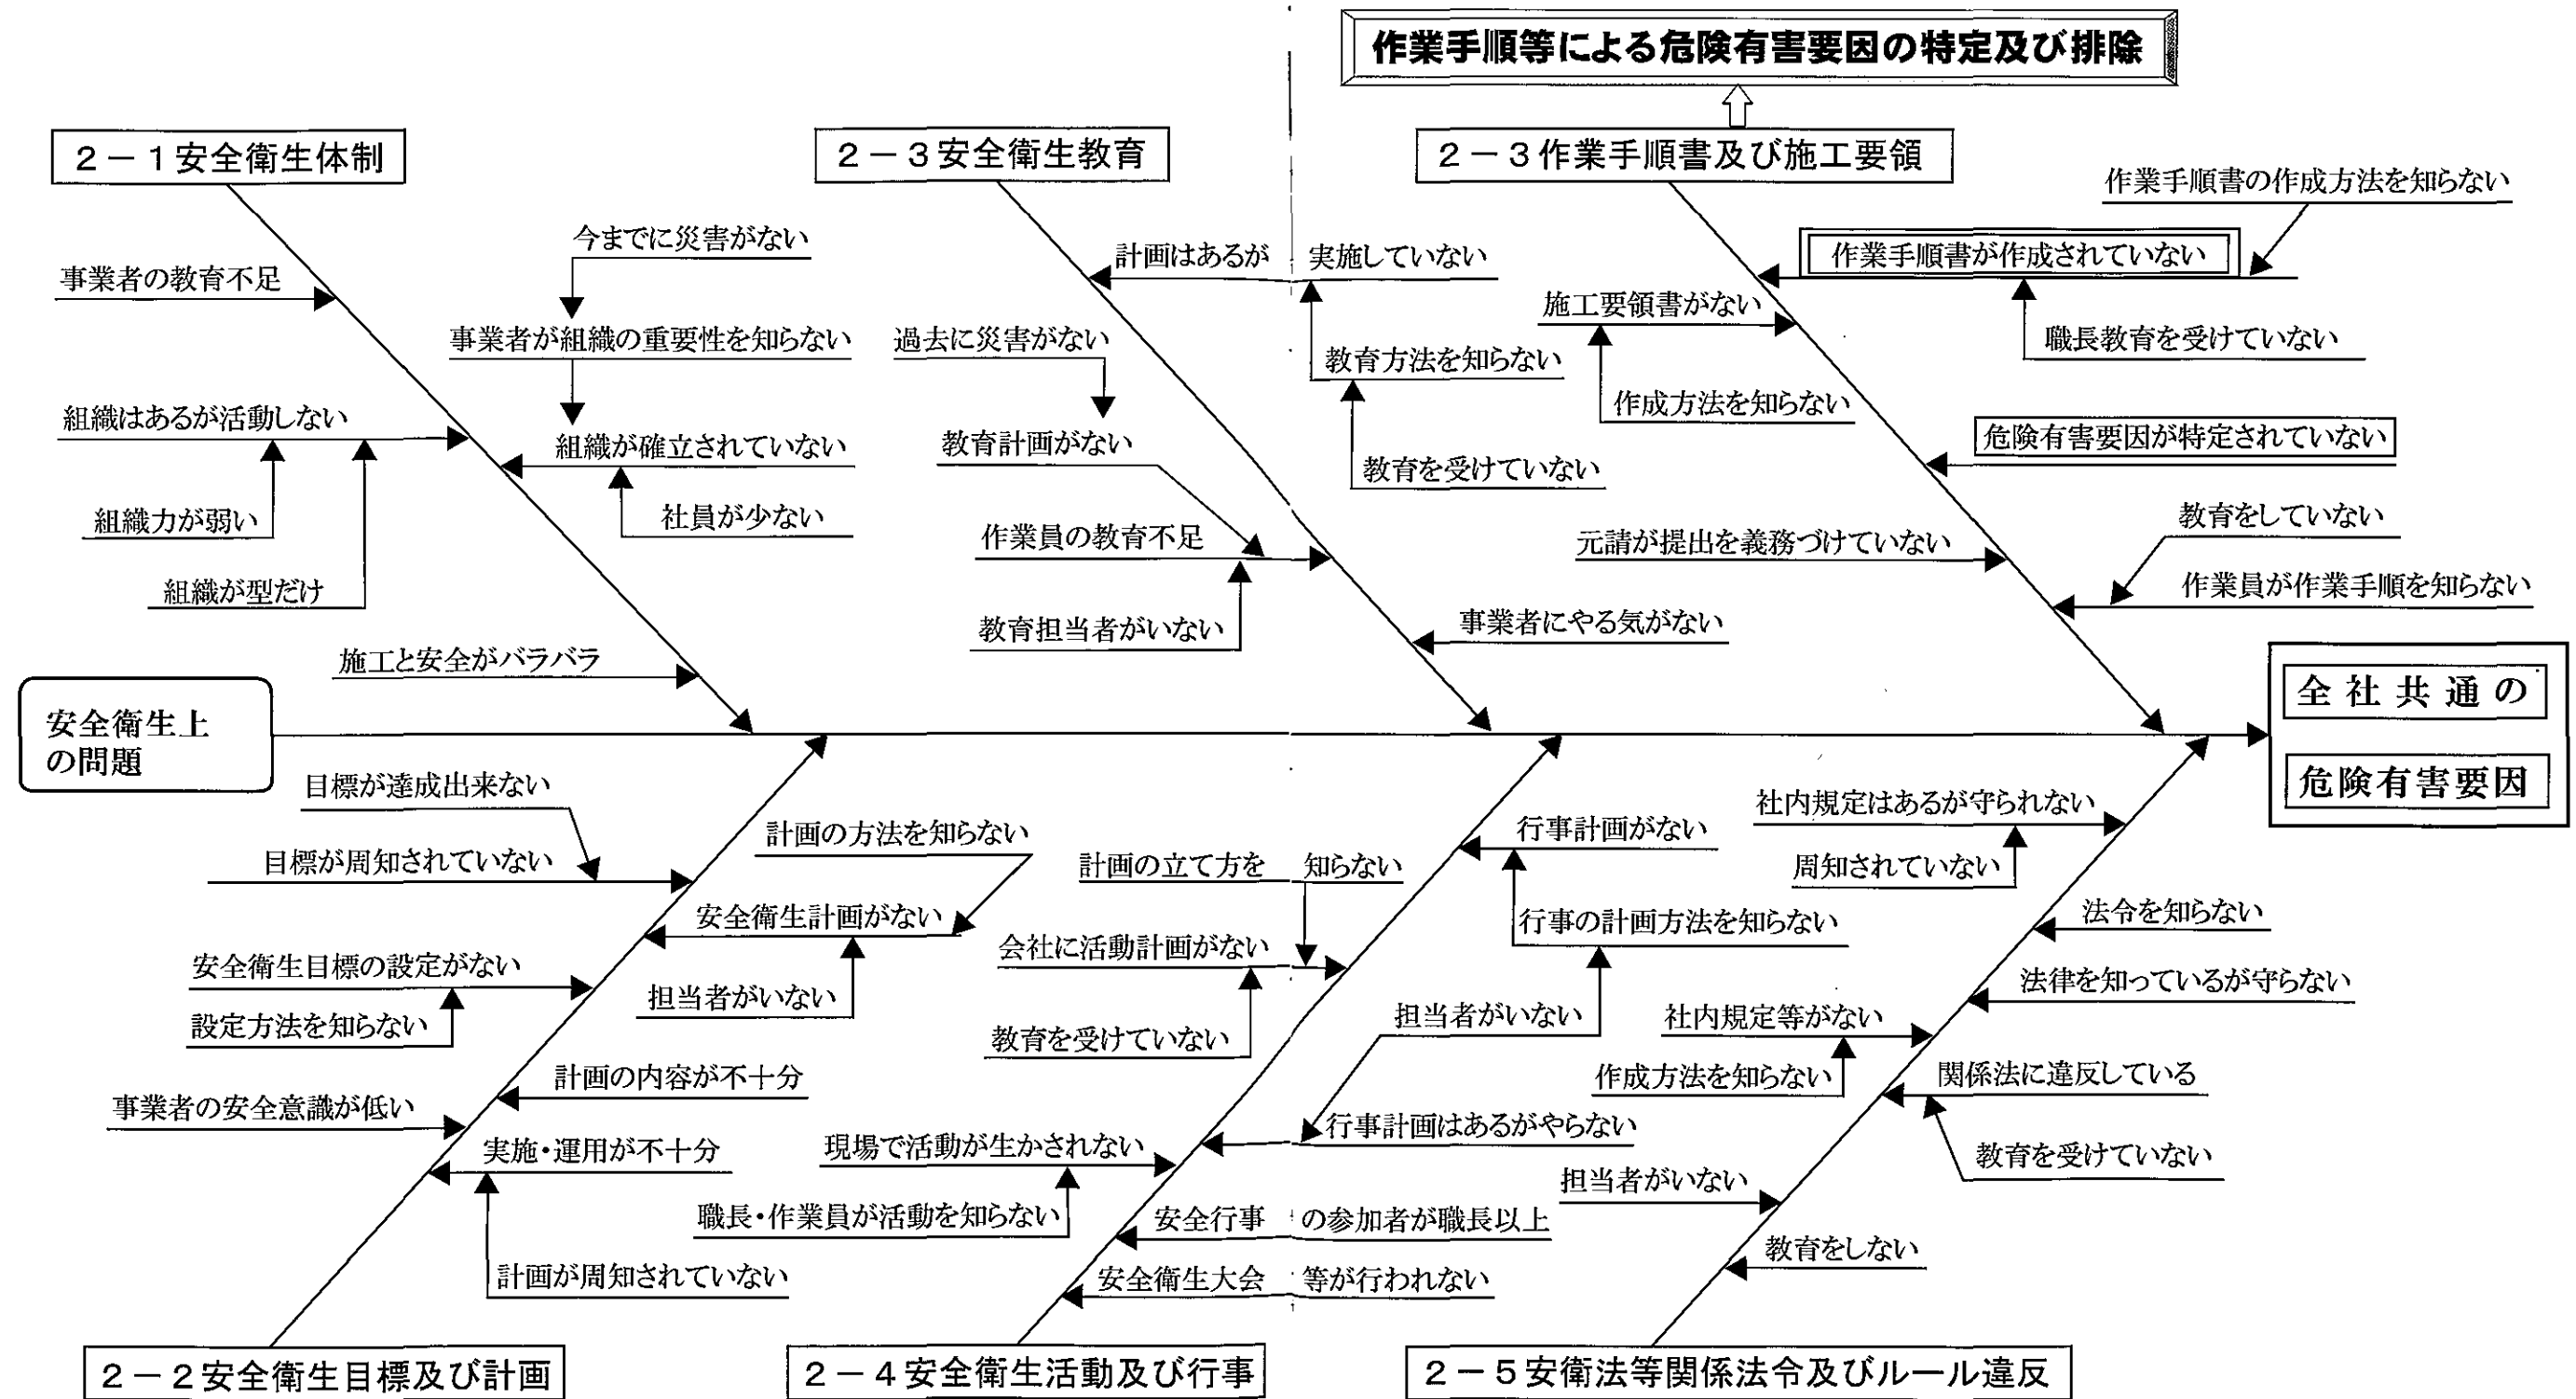 作業手順等による危険有害要因の特定及び排除
２－１安全衛生体制
２－３安全衛生教育
２－３作業手順書及び施工要領
事業者の教育不足
今までに災害がない
事業者が組織の重要性を知らない
組織はあるが活動しない
組織が確立されていない
組織力が弱い
社員が少ない
組織が型だけ
施工と安全がバラバラ
計画はあるが　実施していない
過去に災害がない
教育方法を知らない
教育計画がない
教育を受けていない
作業員の教育不足
教育担当者がいない
事業者にやる気がない
作業手順書の作成方法を知らない
作業手順書が作成されていない
施工要領書がない
職長教育を受けていない
作成方法を知らない
危険有害要因が特定されていない
教育をしていない
元請が提出を義務づけていない
作業員が作業手順を知らない
安全衛生上
の問題
全社共通の
危険有害要因
目標が達成出来ない
計画の方法を知らない
目標が周知されていない
安全衛生計画がない
安全衛生目標の設定がない
担当者がいない
設定方法を知らない
計画の内容が不十分
事業者の安全意識が低い
実施・運用が不十分
計画が周知されていない
行事計画がない
計画の立て方を　知らない
行事の計画方法を知らない
会社に活動計画がない
担当者がいない
教育を受けていない
行事計画はあるがやらない
現場で活動が生かされない
職長・作業員が活動を知らない
安全行事　の参加者が職長以上
安全衛生大会　等が行われない
社内規定はあるが守られない
周知されていない
法令を知らない
法律を知っているが守らない
社内規定等がない
作成方法を知らない
関係法に違反している
教育を受けていない
担当者がいない
教育をしない
２－２安全衛生目標及び計画
２－４安全衛生活動及び行事
２－５安衛法等関係法令及びルール違反